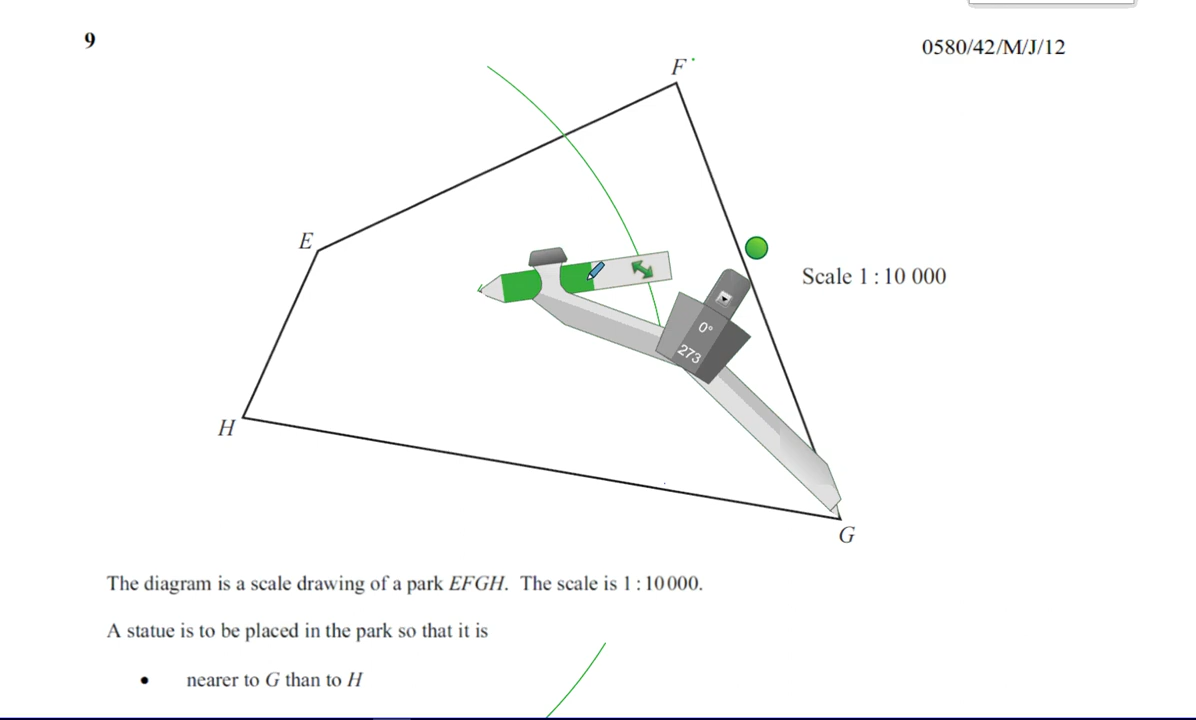 9
0580/42/M/J/12
F
E
Scale 1 : 10 000
0°
273
H
G
The diagram is a scale drawing of a park EFGH. The scale is 1 : 10 000.
A statue is to be placed in the park so that it is
• nearer to G than to H